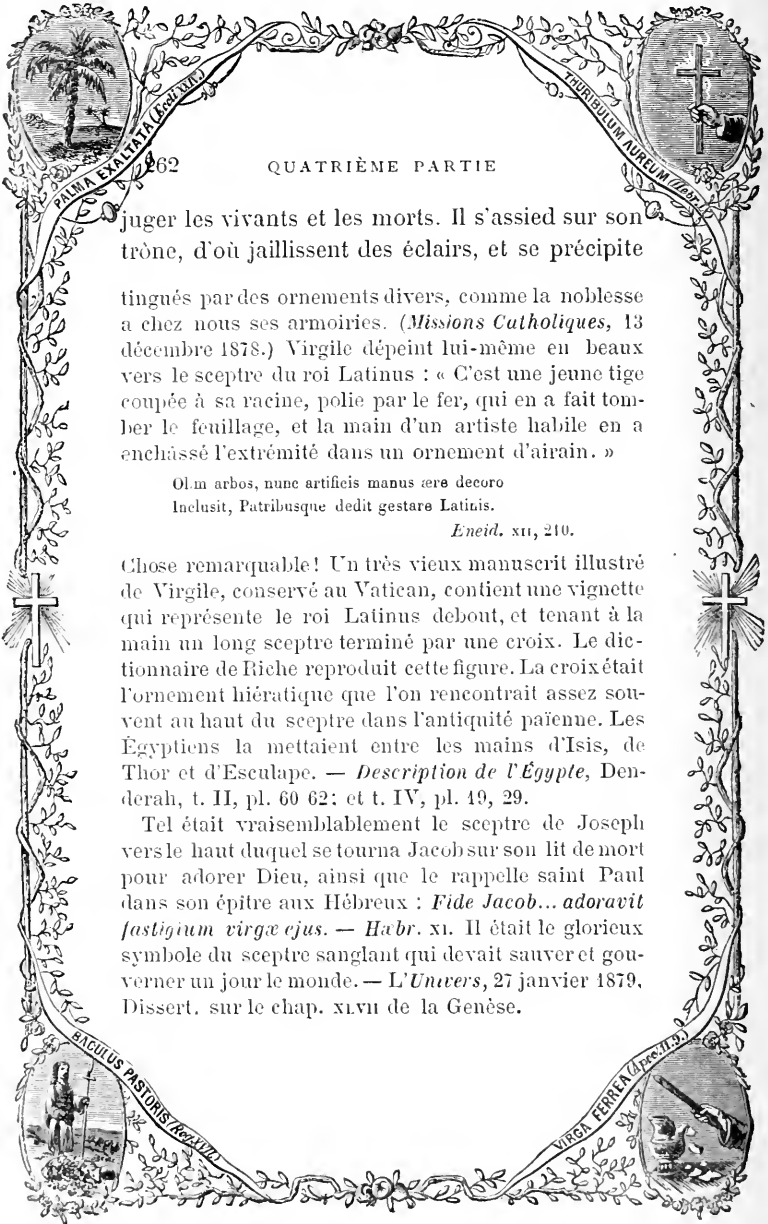 PALMA EXALTATA (Eccli. XXIV.)
THURIBULUM AUREUM (Hebr.
262 QUATRIÈME PARTIE
juger les vivants et les morts. Il s'assied sur son
trône, d'où jaillissent des éclairs, et se précipite
tingués par des ornements divers, comme la noblesse
a chez nous ses armoiries. (Missions Catholiques, 13
décembre 1878.) Virgile dépeint lui-même en beaux
vers le sceptre du roi Latinus : « C'est une jeune tige
coupée à sa racine, polie par le fer, qui en a fait tom-
ber le feuillage, et la main d'un artiste habile en a
enchâssé l'extrémité dans un ornement d'airain. »
Olim arbos, nunc artificis manus ære decoro
Inclusit, Patribusque dedit gestare Latinis.
Eneid. XII, 210.
Chose remarquable! Un très vieux manuscrit illustré
de Virgile, conservé au Vatican, contient une vignette
qui représente le roi Latinus debout, et tenant à la
main un long sceptre terminé par une croix. Le dic-
tionnaire de Riche reproduit cette figure. La croix était
l'ornement hiératique que l'on rencontrait assez sou-
vent au haut du sceptre dans l'antiquité païenne. Les
Égyptiens la mettaient entre les mains d'Isis, de
Thor et d'Esculape. — Description de l'Égypte, Den-
derah, t. II, pl. 60 62; et t. IV, pl. 19, 29.
Tel était vraisemblablement le sceptre de Joseph
vers le haut duquel se tourna Jacob sur son lit de mort
pour adorer Dieu, ainsi que le rappelle saint Paul
dans son épitre aux Hébreux : Fide Jacob... adoravit
fastigium virgæ ejus. — Hæbr. XI. Il était le glorieux
symbole du sceptre sanglant qui devait sauver et gou-
verner un jour le monde. — L'Univers, 27 janvier 1879,
Dissert. sur le chap. XLVII de la Genèse.
BACULUS PASTORIS (Reg. XVII.)
VIRGA FERREA (Apoc. II. 9.)